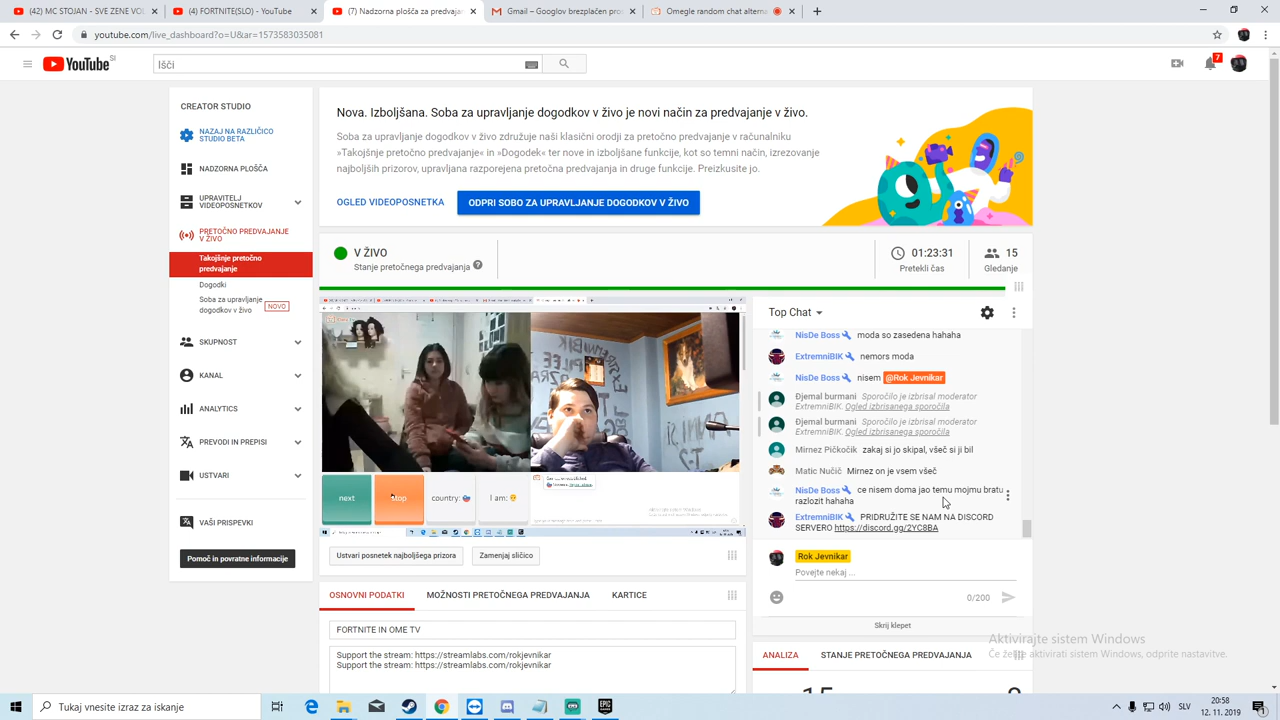 (42) MC STOJAN - SVE ZENE VOL
(4) FORTNITE(SLO) - YouTube
(7) Nadzorna plošča za predvajan
Gmail – Googlov brezplačen pro
Omegle random chat alterna
youtube.com/live_dashboard?o=U&ar=1573583035081
YouTube SI
Išči
7
CREATOR STUDIO
NAZAJ NA RAZLIČICO
STUDIO BETA
NADZORNA PLOŠČA
UPRAVITELJ
VIDEOPOSNETKOV
PRETOČNO PREDVAJANJE
V ŽIVO
Takojšnje pretočno
predvajanje
Dogodki
Soba za upravljanje
dogodkov v živo
NOVO
SKUPNOST
KANAL
ANALYTICS
PREVODI IN PREPISI
USTVARI
VAŠI PRISPEVKI
Pomoč in povratne informacije
Nova. Izboljšana. Soba za upravljanje dogodkov v živo je novi način za predvajanje v živo.
Soba za upravljanje dogodkov v živo združuje naši klasični orodji za pretočno predvajanje v računalniku
»Takojšnje pretočno predvajanje« in »Dogodek« ter nove in izboljšane funkcije, kot so temni način, izrezovanje
najboljših prizorov, upravljana razporejena pretočna predvajanja in druge funkcije. Preizkusite jo.
OGLED VIDEOPOSNETKA
ODPRI SOBO ZA UPRAVLJANJE DOGODKOV V ŽIVO
V ŽIVO
Stanje pretočnega predvajanja
01:23:31
Pretekli čas
15
Gledanje
next
stop
country:
I am:
Ustvari posnetek najboljšega prizora
Zamenjaj sličico
OSNOVNI PODATKI
MOŽNOSTI PRETOČNEGA PREDVAJANJA
KARTICE
FORTNITE IN OME TV
Support the stream: https://streamlabs.com/rokjevnikar
Support the stream: https://streamlabs.com/rokjevnikar
Top Chat
NisDe Boss moda so zasedena hahaha
ExtremniBIK nemors moda
NisDe Boss nisem @Rok Jevnikar
Djemal burmani Sporočilo je izbrisal moderator
ExtremniBIK. Ogled izbrisanega sporočila
Djemal burmani Sporočilo je izbrisal moderator
ExtremniBIK. Ogled izbrisanega sporočila
Mirnez Pičkočik zakaj si jo skipal, všeč si ji bil
Matic Nučič Mirnez on je vsem všeč
NisDe Boss ce nisem doma jao temu mojmu bratu
razlozit hahaha
ExtremniBIK PRIDRUŽITE SE NAM NA DISCORD
SERVERO https://discord.gg/2YC8BA
Rok Jevnikar
Povejte nekaj ...
0/200
Skrij klepet
ANALIZA
STANJE PRETOČNEGA PREDVAJANJA
Aktivirajte sistem Windows
Če želite aktivirati sistem Windows, odprite nastavitve.
Tukaj vnesite izraz za iskanje
SLV
20:58
12. 11. 2019